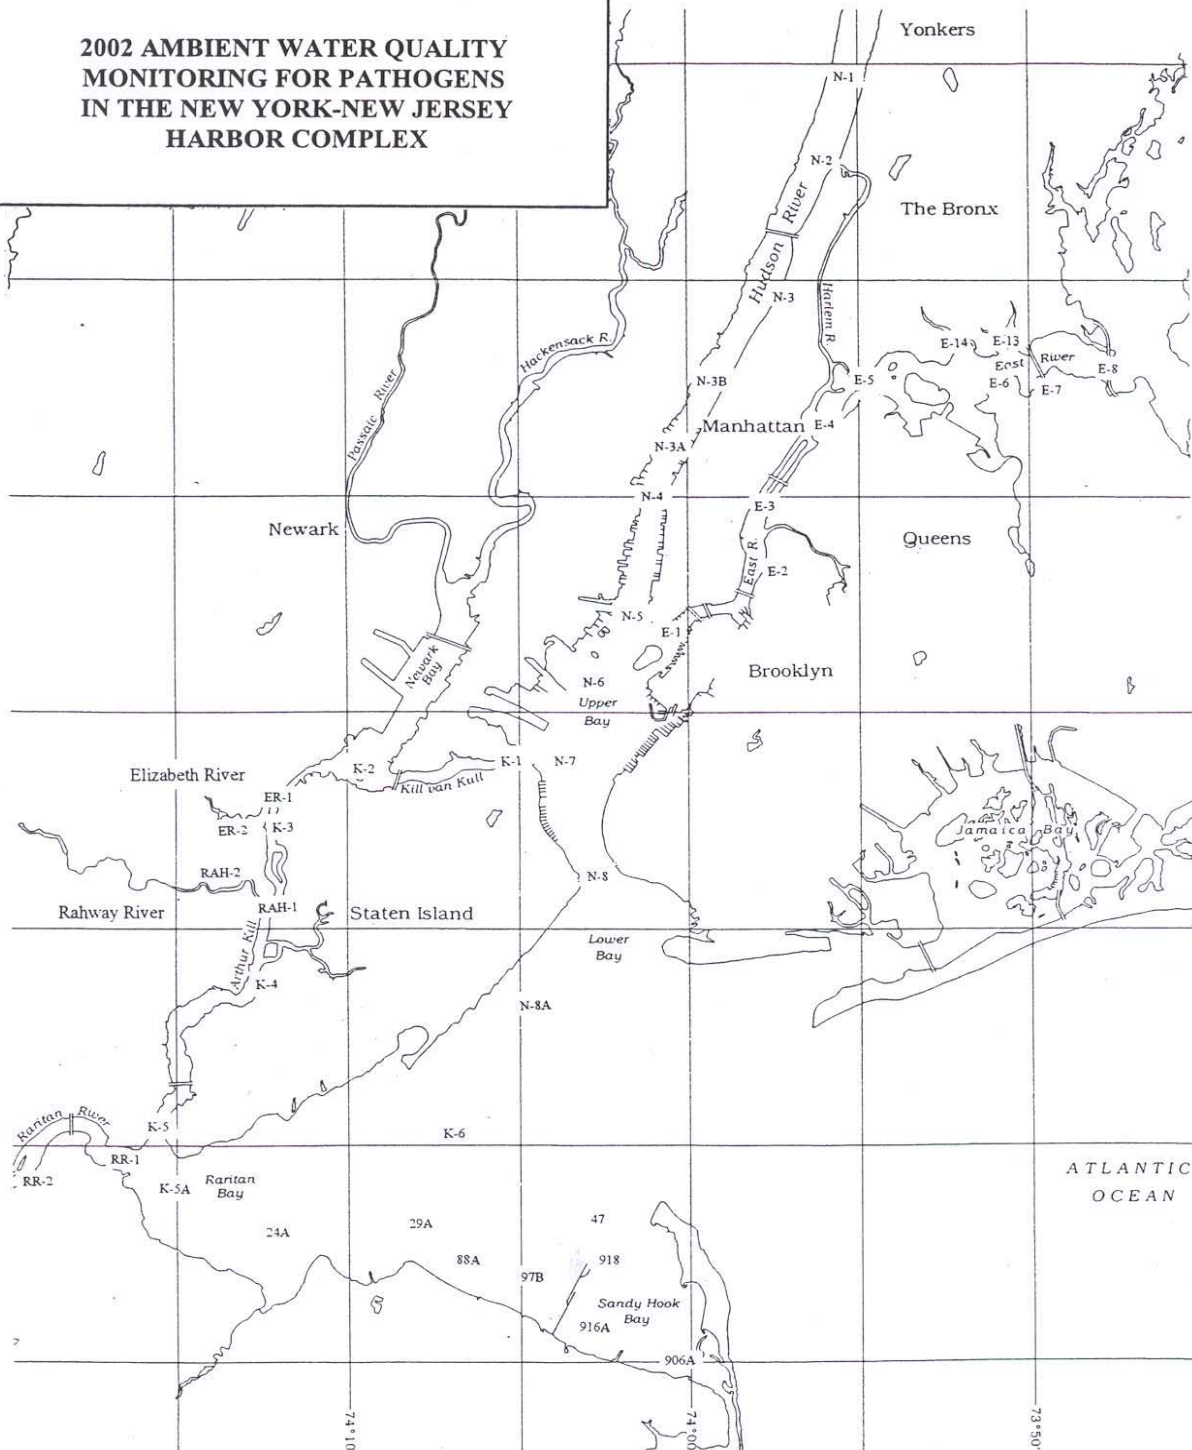 2002 AMBIENT WATER QUALITY
MONITORING FOR PATHOGENS
IN THE NEW YORK-NEW JERSEY
HARBOR COMPLEX
Yonkers
N-1
N-2
River
The Bronx
Hudson
N-3
Harlem R.
Hackensack R.
E-14
E-13
East
River
E-8
N-3B
E-5
E-6
E-7
Passaic River
Manhattan
E-4
N-3A
N-4
E-3
Newark
Queens
East R.
E-2
N-5
E-1
Newark
Bay
Brooklyn
N-6
Upper
Bay
K-1
N-7
K-2
Elizabeth River
Kill van Kull
ER-1
ER-2
K-3
Jamaica Bay
RAH-2
N-8
RAH-1
Rahway River
Staten Island
Arthur Kill
Lower
Bay
K-4
N-8A
Raritan River
K-5
K-6
RR-1
ATLANTIC
OCEAN
RR-2
K-5A
Raritan
Bay
24A
29A
47
88A
918
97B
Sandy Hook
Bay
916A
906A
74°10
74°00
73°50